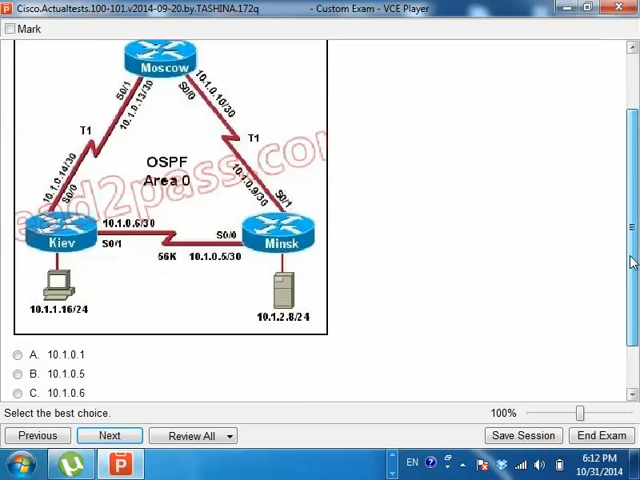 Cisco.Actualtests.100-101.v2014-09-20.by.TASHINA.172q - Custom Exam - VCE Player
Mark
Moscow
S0/1
10.1.0.13/30
S0/0
10.1.0.10/30
T1
T1
OSPF
Area 0
10.1.0.14/30
S0/0
10.1.0.9/30
S0/1
10.1.0.6/30
S0/0
Kiev
S0/1
Minsk
56K
10.1.0.5/30
10.1.1.16/24
10.1.2.8/24
A. 10.1.0.1
B. 10.1.0.5
C. 10.1.0.6
Select the best choice.
100%
Previous
Next
Review All
Save Session
End Exam
EN
6:12 PM
10/31/2014